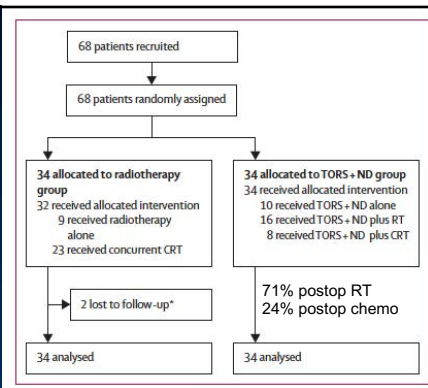 68 patients recruited
68 patients randomly assigned
34 allocated to radiotherapy
group
32 received allocated intervention
9 received radiotherapy
alone
23 received concurrent CRT
34 allocated to TORS + ND group
34 received allocated intervention
10 received TORS + ND alone
16 received TORS + ND plus RT
8 received TORS + ND plus CRT
2 lost to follow-up*
71% postop RT
24% postop chemo
34 analysed
34 analysed